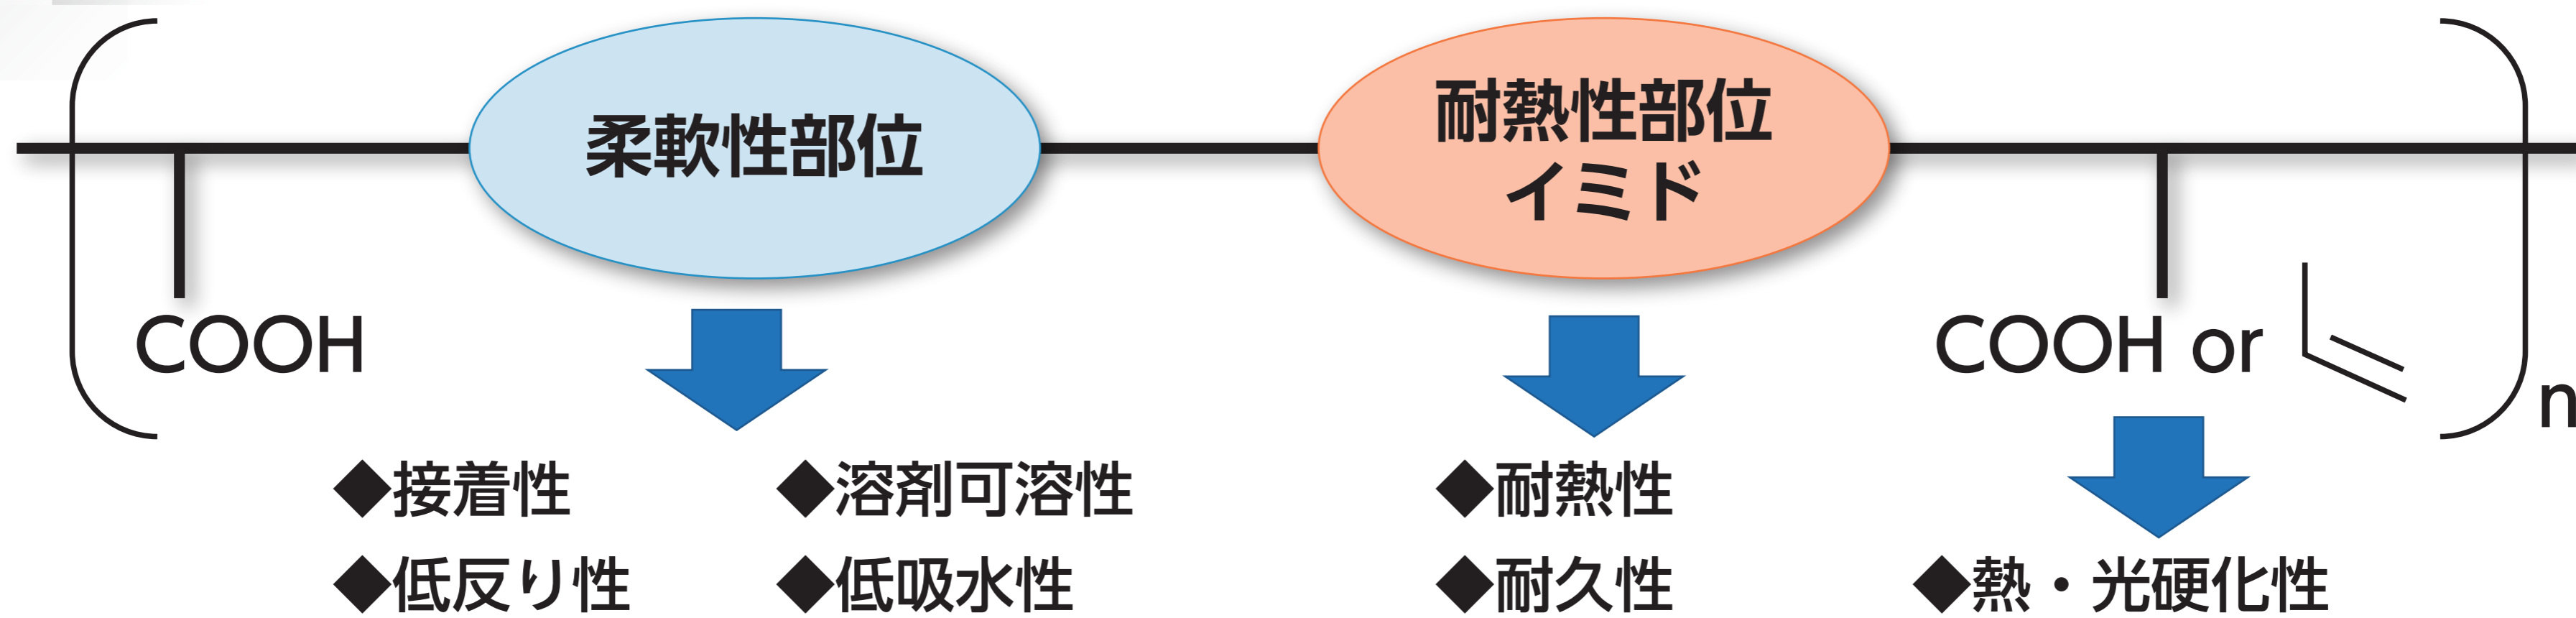 柔軟性部位
耐熱性部位
イミド
COOH
COOH or
n
◆接着性
◆溶剤可溶性
◆低反り性
◆低吸水性
◆耐熱性
◆耐久性
◆熱・光硬化性